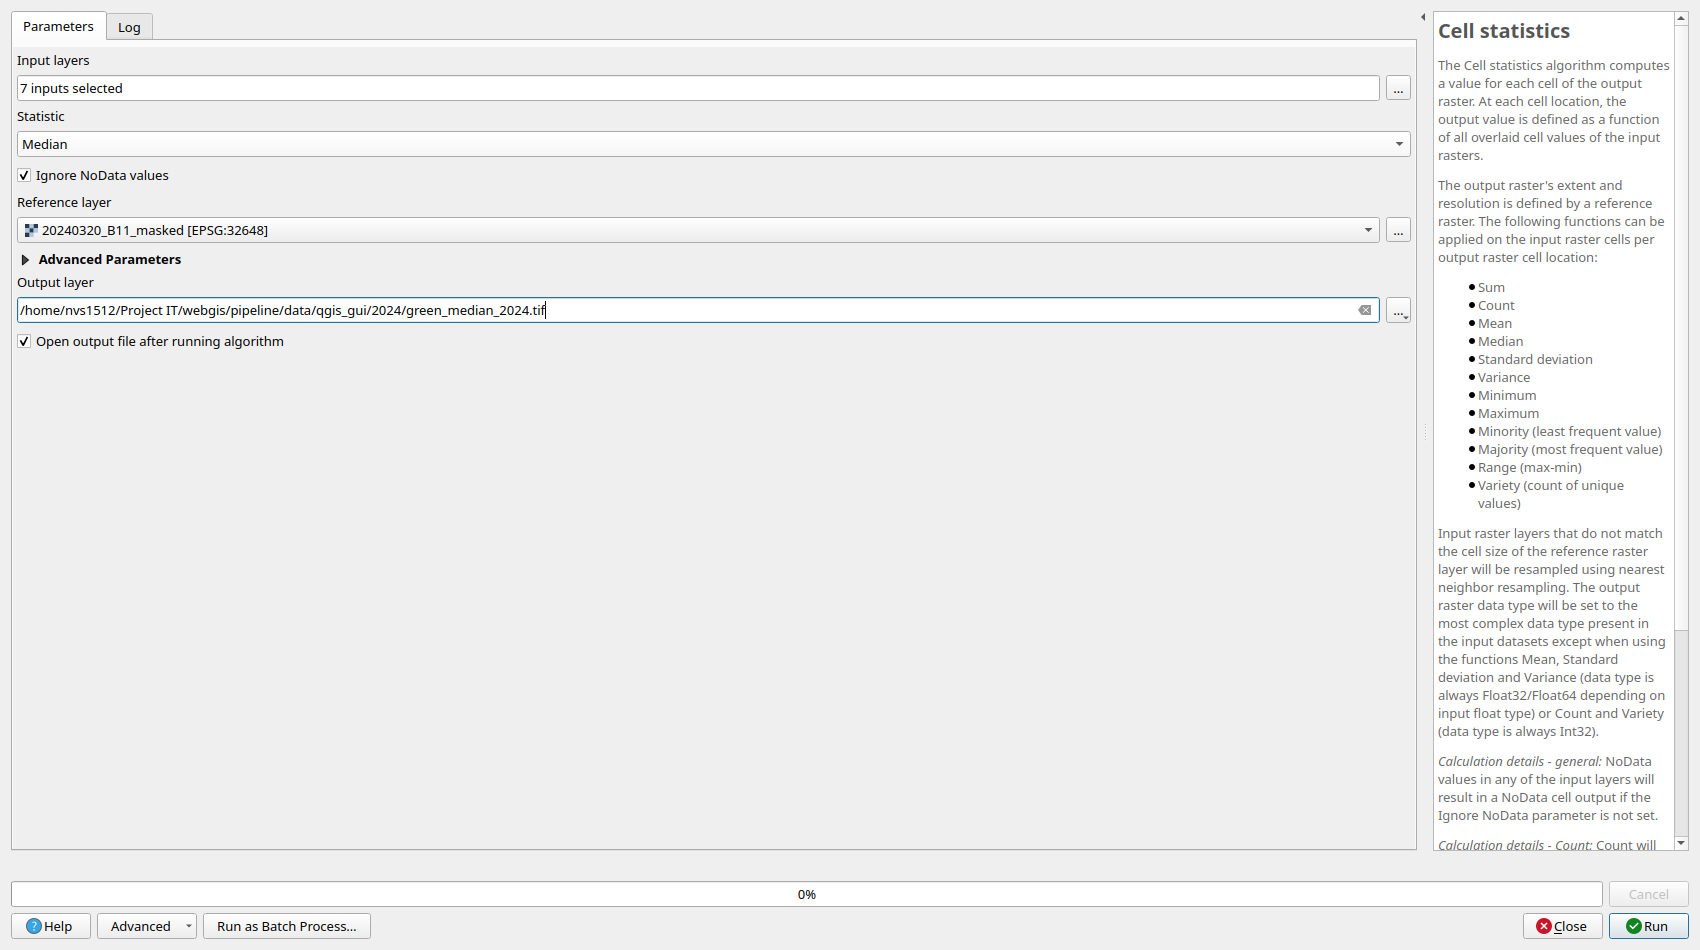 Parameters
Log
Input layers
7 inputs selected
...
Statistic
Median
Ignore NoData values
Reference layer
20240320_B11_masked [EPSG:32648]
...
Advanced Parameters
Output layer
/home/nvs1512/Project IT/webgis/pipeline/data/qgis_gui/2024/green_median_2024.tif
...
Open output file after running algorithm
Cell statistics
The Cell statistics algorithm computes
a value for each cell of the output
raster. At each cell location, the
output value is defined as a function
of all overlaid cell values of the input
rasters.
The output raster's extent and
resolution is defined by a reference
raster. The following functions can be
applied on the input raster cells per
output raster cell location:
Sum
Count
Mean
Median
Standard deviation
Variance
Minimum
Maximum
Minority (least frequent value)
Majority (most frequent value)
Range (max-min)
Variety (count of unique
values)
Input raster layers that do not match
the cell size of the reference raster
layer will be resampled using nearest
neighbor resampling. The output
raster data type will be set to the
most complex data type present in
the input datasets except when using
the functions Mean, Standard
deviation and Variance (data type is
always Float32/Float64 depending on
input float type) or Count and Variety
(data type is always Int32).
Calculation details - general: NoData
values in any of the input layers will
result in a NoData cell output if the
Ignore NoData parameter is not set.
Calculation details - Count: Count will
0%
Cancel
Help
Advanced
Run as Batch Process...
Close
Run